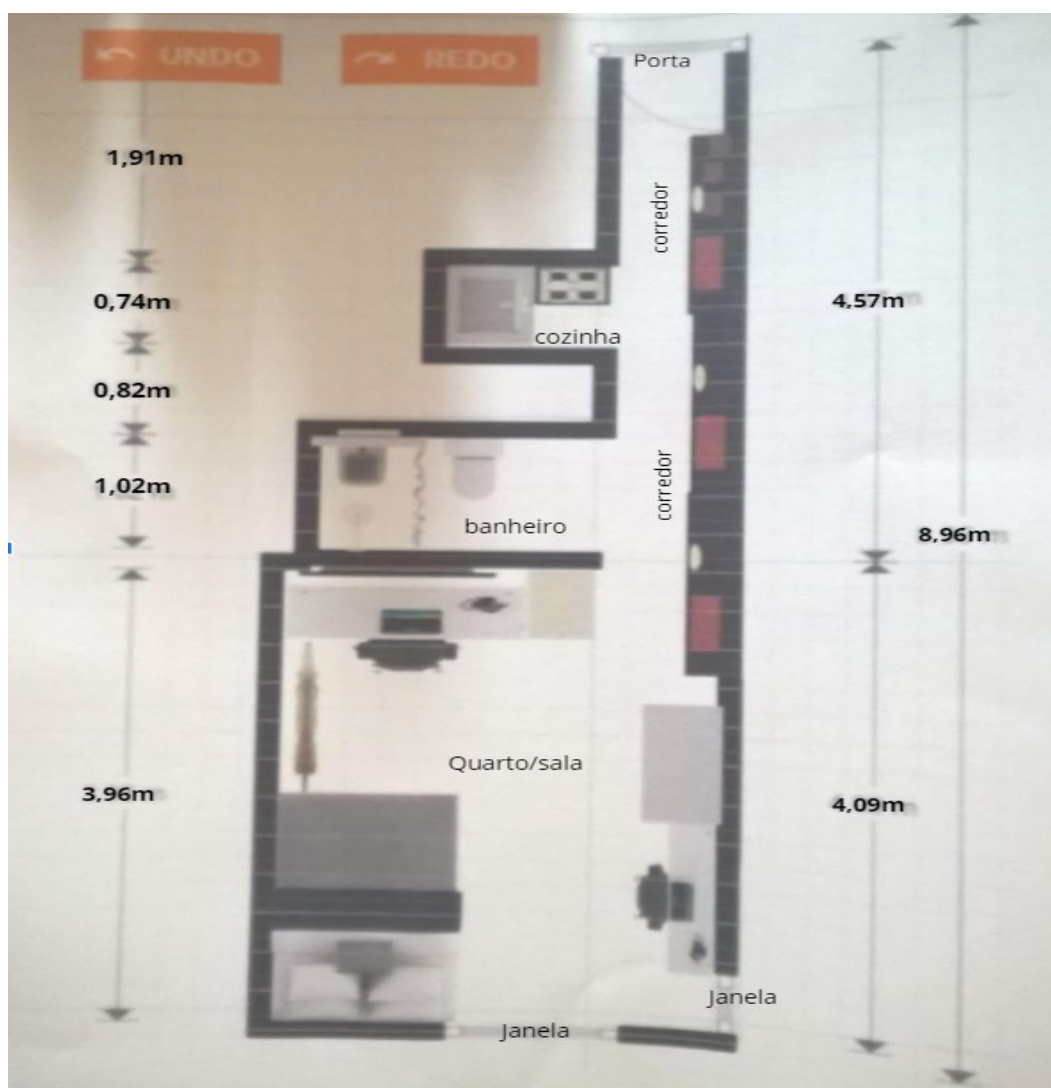 UNDO REDO
Porta
1,91m
corredor
0,74m
4,57m
cozinha
0,82m
corredor
1,02m
banheiro
8,96m
Quarto/sala
3,96m
4,09m
Janela
Janela